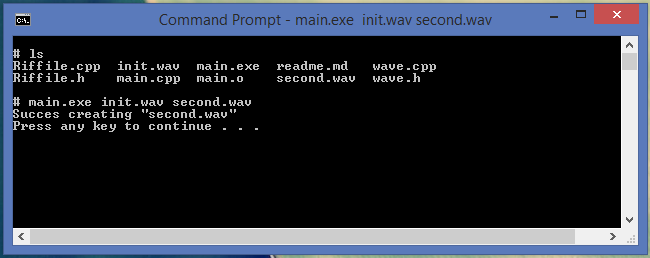 Command Prompt - main.exe  init.wav second.wav
# ls
Riffile.cpp  init.wav  main.exe  readme.md   wave.cpp
Riffile.h    main.cpp  main.o    second.wav  wave.h
# main.exe init.wav second.wav
Succes creating "second.wav"
Press any key to continue . . .